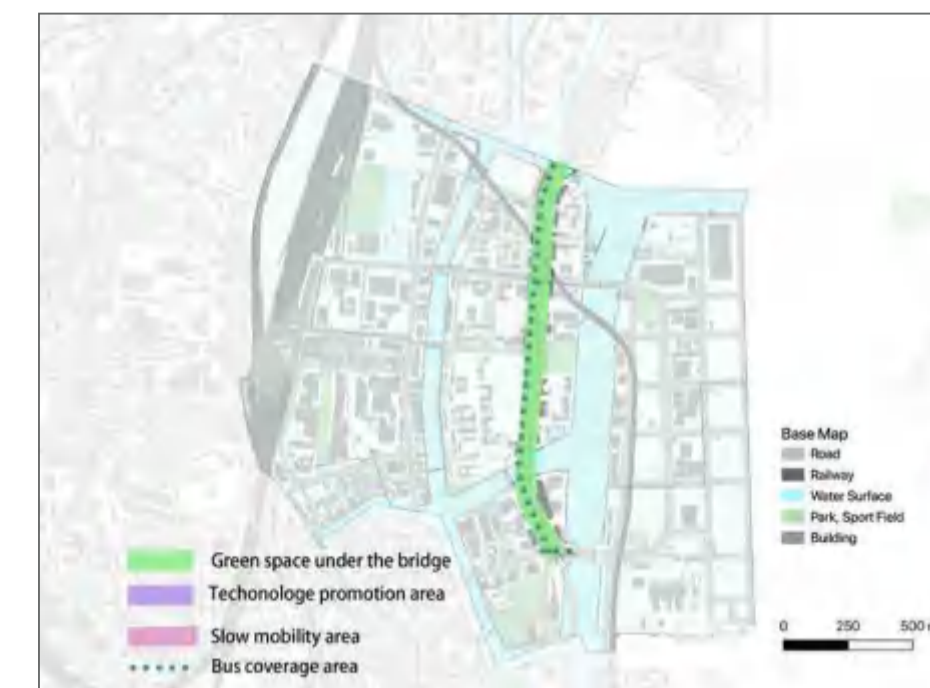 Base Map
Road
Railway
Water Surface
Park, Sport Field
Building
Green space under the bridge
Techonologe promotion area
Slow mobility area
Bus coverage area
0 250 500